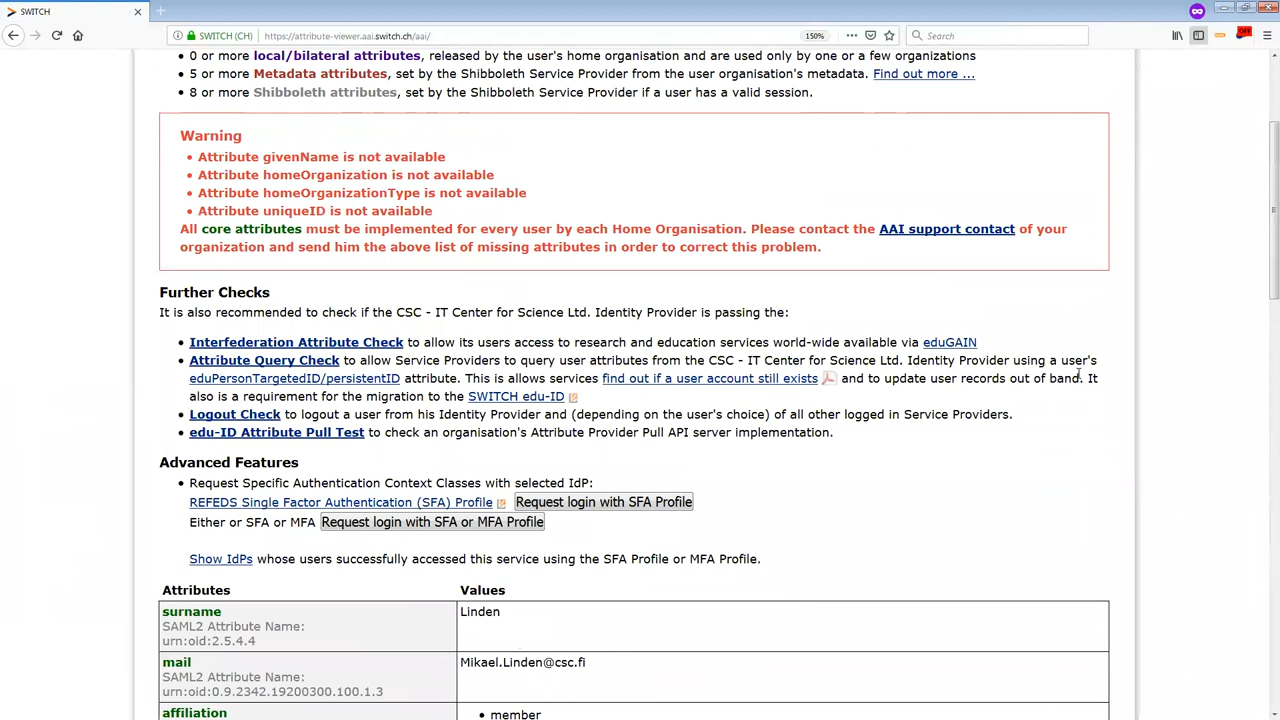 SWITCH
SWITCH (CH)
https://attribute-viewer.aai.switch.ch/aai/
150%
Search
OFF
0 or more local/bilateral attributes, released by the user's home organisation and are used only by one or a few organizations
5 or more Metadata attributes, set by the Shibboleth Service Provider from the user organisation's metadata. Find out more ...
8 or more Shibboleth attributes, set by the Shibboleth Service Provider if a user has a valid session.
Warning
Attribute givenName is not available
Attribute homeOrganization is not available
Attribute homeOrganizationType is not available
Attribute uniqueID is not available
All core attributes must be implemented for every user by each Home Organisation. Please contact the AAI support contact of your
organization and send him the above list of missing attributes in order to correct this problem.
Further Checks
It is also recommended to check if the CSC - IT Center for Science Ltd. Identity Provider is passing the:
Interfederation Attribute Check to allow its users access to research and education services world-wide available via eduGAIN
Attribute Query Check to allow Service Providers to query user attributes from the CSC - IT Center for Science Ltd. Identity Provider using a user's
eduPersonTargetedID/persistentID attribute. This is allows services find out if a user account still exists and to update user records out of band. It
also is a requirement for the migration to the SWITCH edu-ID
Logout Check to logout a user from his Identity Provider and (depending on the user's choice) of all other logged in Service Providers.
edu-ID Attribute Pull Test to check an organisation's Attribute Provider Pull API server implementation.
Advanced Features
Request Specific Authentication Context Classes with selected IdP:
REFEDS Single Factor Authentication (SFA) Profile Request login with SFA Profile
Either or SFA or MFA Request login with SFA or MFA Profile
Show IdPs whose users successfully accessed this service using the SFA Profile or MFA Profile.
Attributes Values
surname Linden
SAML2 Attribute Name:
urn:oid:2.5.4.4
mail Mikael.Linden@csc.fi
SAML2 Attribute Name:
urn:oid:0.9.2342.19200300.100.1.3
affiliation member